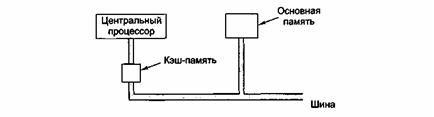 Центральный
процессор
Основная
память
Кэш-память
Шина